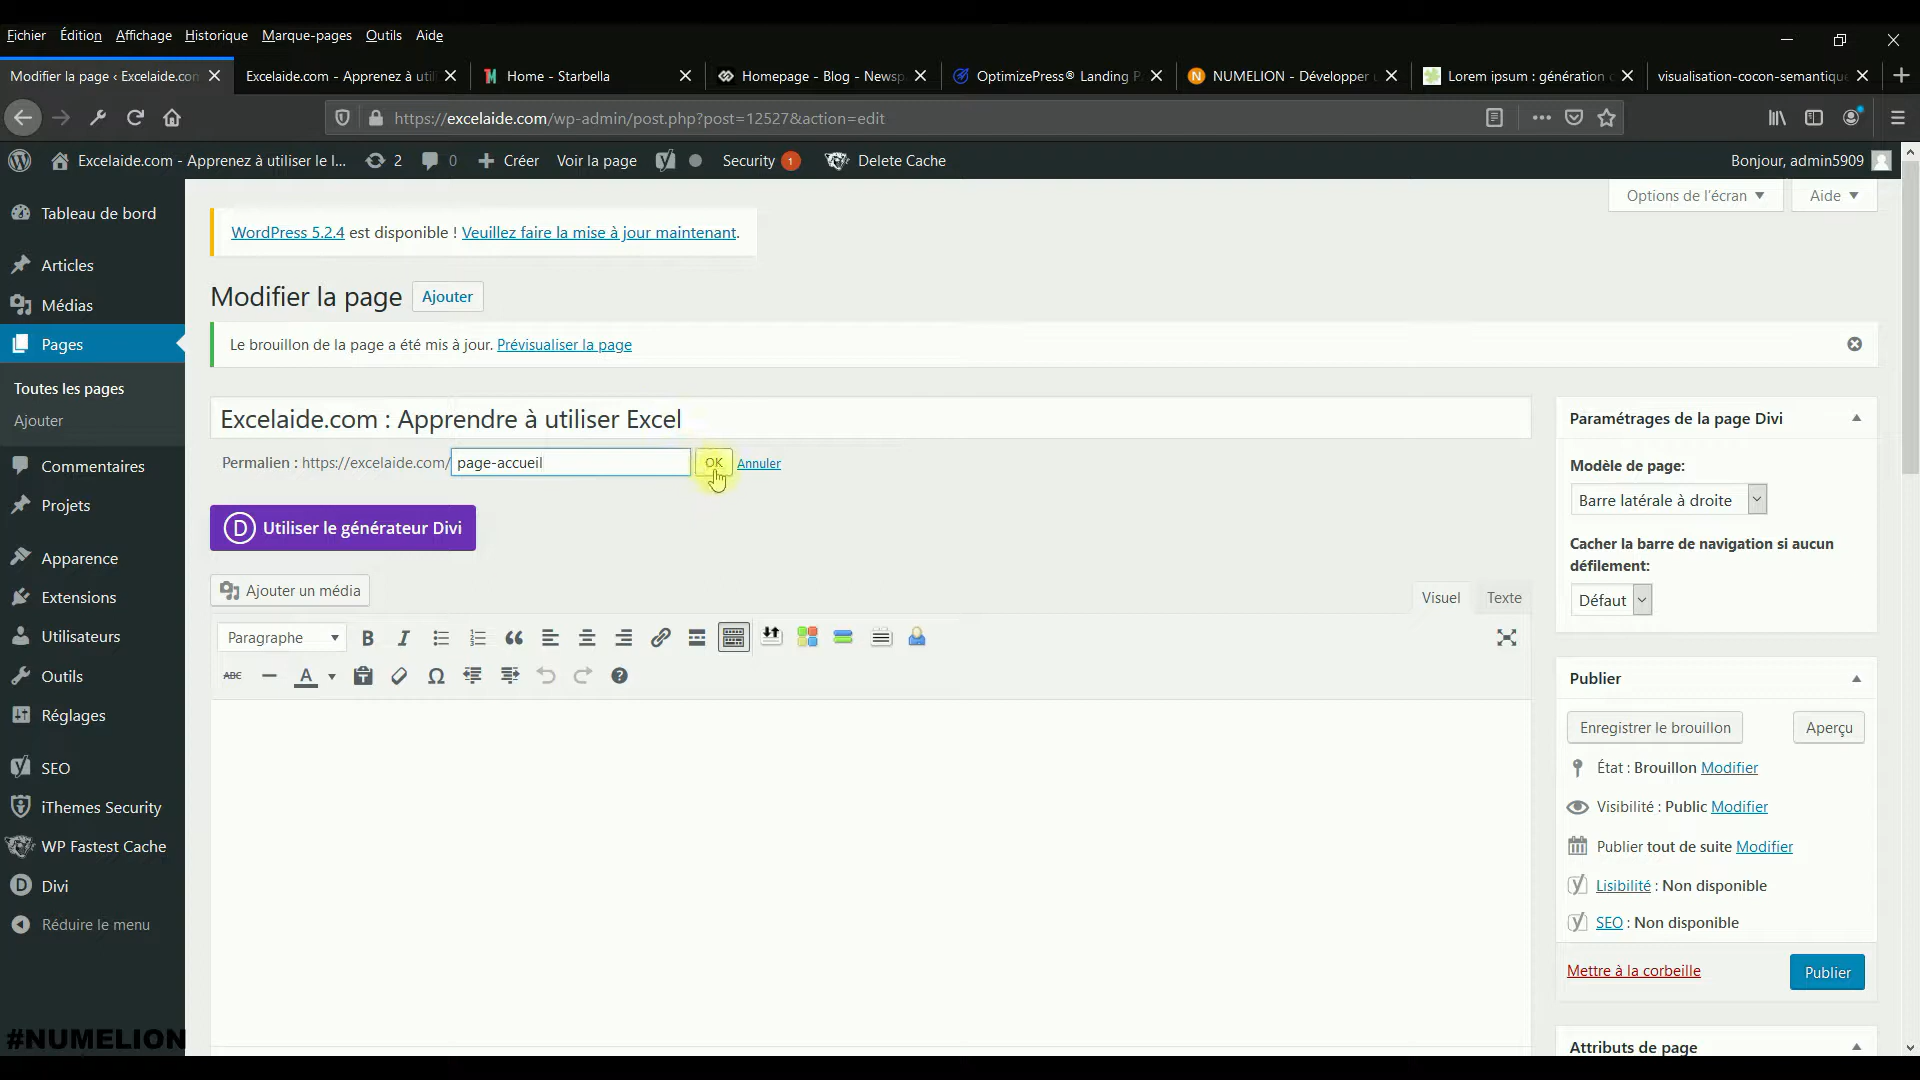 Fichier Édition Affichage Historique Marque-pages Outils Aide
Modifier la page ‹ Excelaide.con
Excelaide.com - Apprenez à util
Home - Starbella
Homepage - Blog - Newsp
OptimizePress® Landing P
NUMELION - Développer
Lorem ipsum : génération
visualisation-cocon-semantique
https://excelaide.com/wp-admin/post.php?post=12527&action=edit
Excelaide.com - Apprenez à utiliser le l... 2 0 Créer Voir la page Security 1 Delete Cache
Bonjour, admin5909
Options de l'écran
Aide
Tableau de bord
Articles
Médias
Pages
Toutes les pages
Ajouter
Commentaires
Projets
Apparence
Extensions
Utilisateurs
Outils
Réglages
SEO
iThemes Security
WP Fastest Cache
Divi
Réduire le menu
#NUMELION
WordPress 5.2.4 est disponible ! Veuillez faire la mise à jour maintenant.
Modifier la page Ajouter
Le brouillon de la page a été mis à jour. Prévisualiser la page
Excelaide.com : Apprendre à utiliser Excel
Permalien : https://excelaide.com/ page-accueil OK Annuler
D Utiliser le générateur Divi
Ajouter un média
Visuel Texte
Paragraphe B I
ABC A Ω
Paramétrages de la page Divi
Modèle de page:
Barre latérale à droite
Cacher la barre de navigation si aucun
défilement:
Défaut
Publier
Enregistrer le brouillon Aperçu
État : Brouillon Modifier
Visibilité : Public Modifier
Publier tout de suite Modifier
Lisibilité : Non disponible
SEO : Non disponible
Mettre à la corbeille Publier
Attributs de page